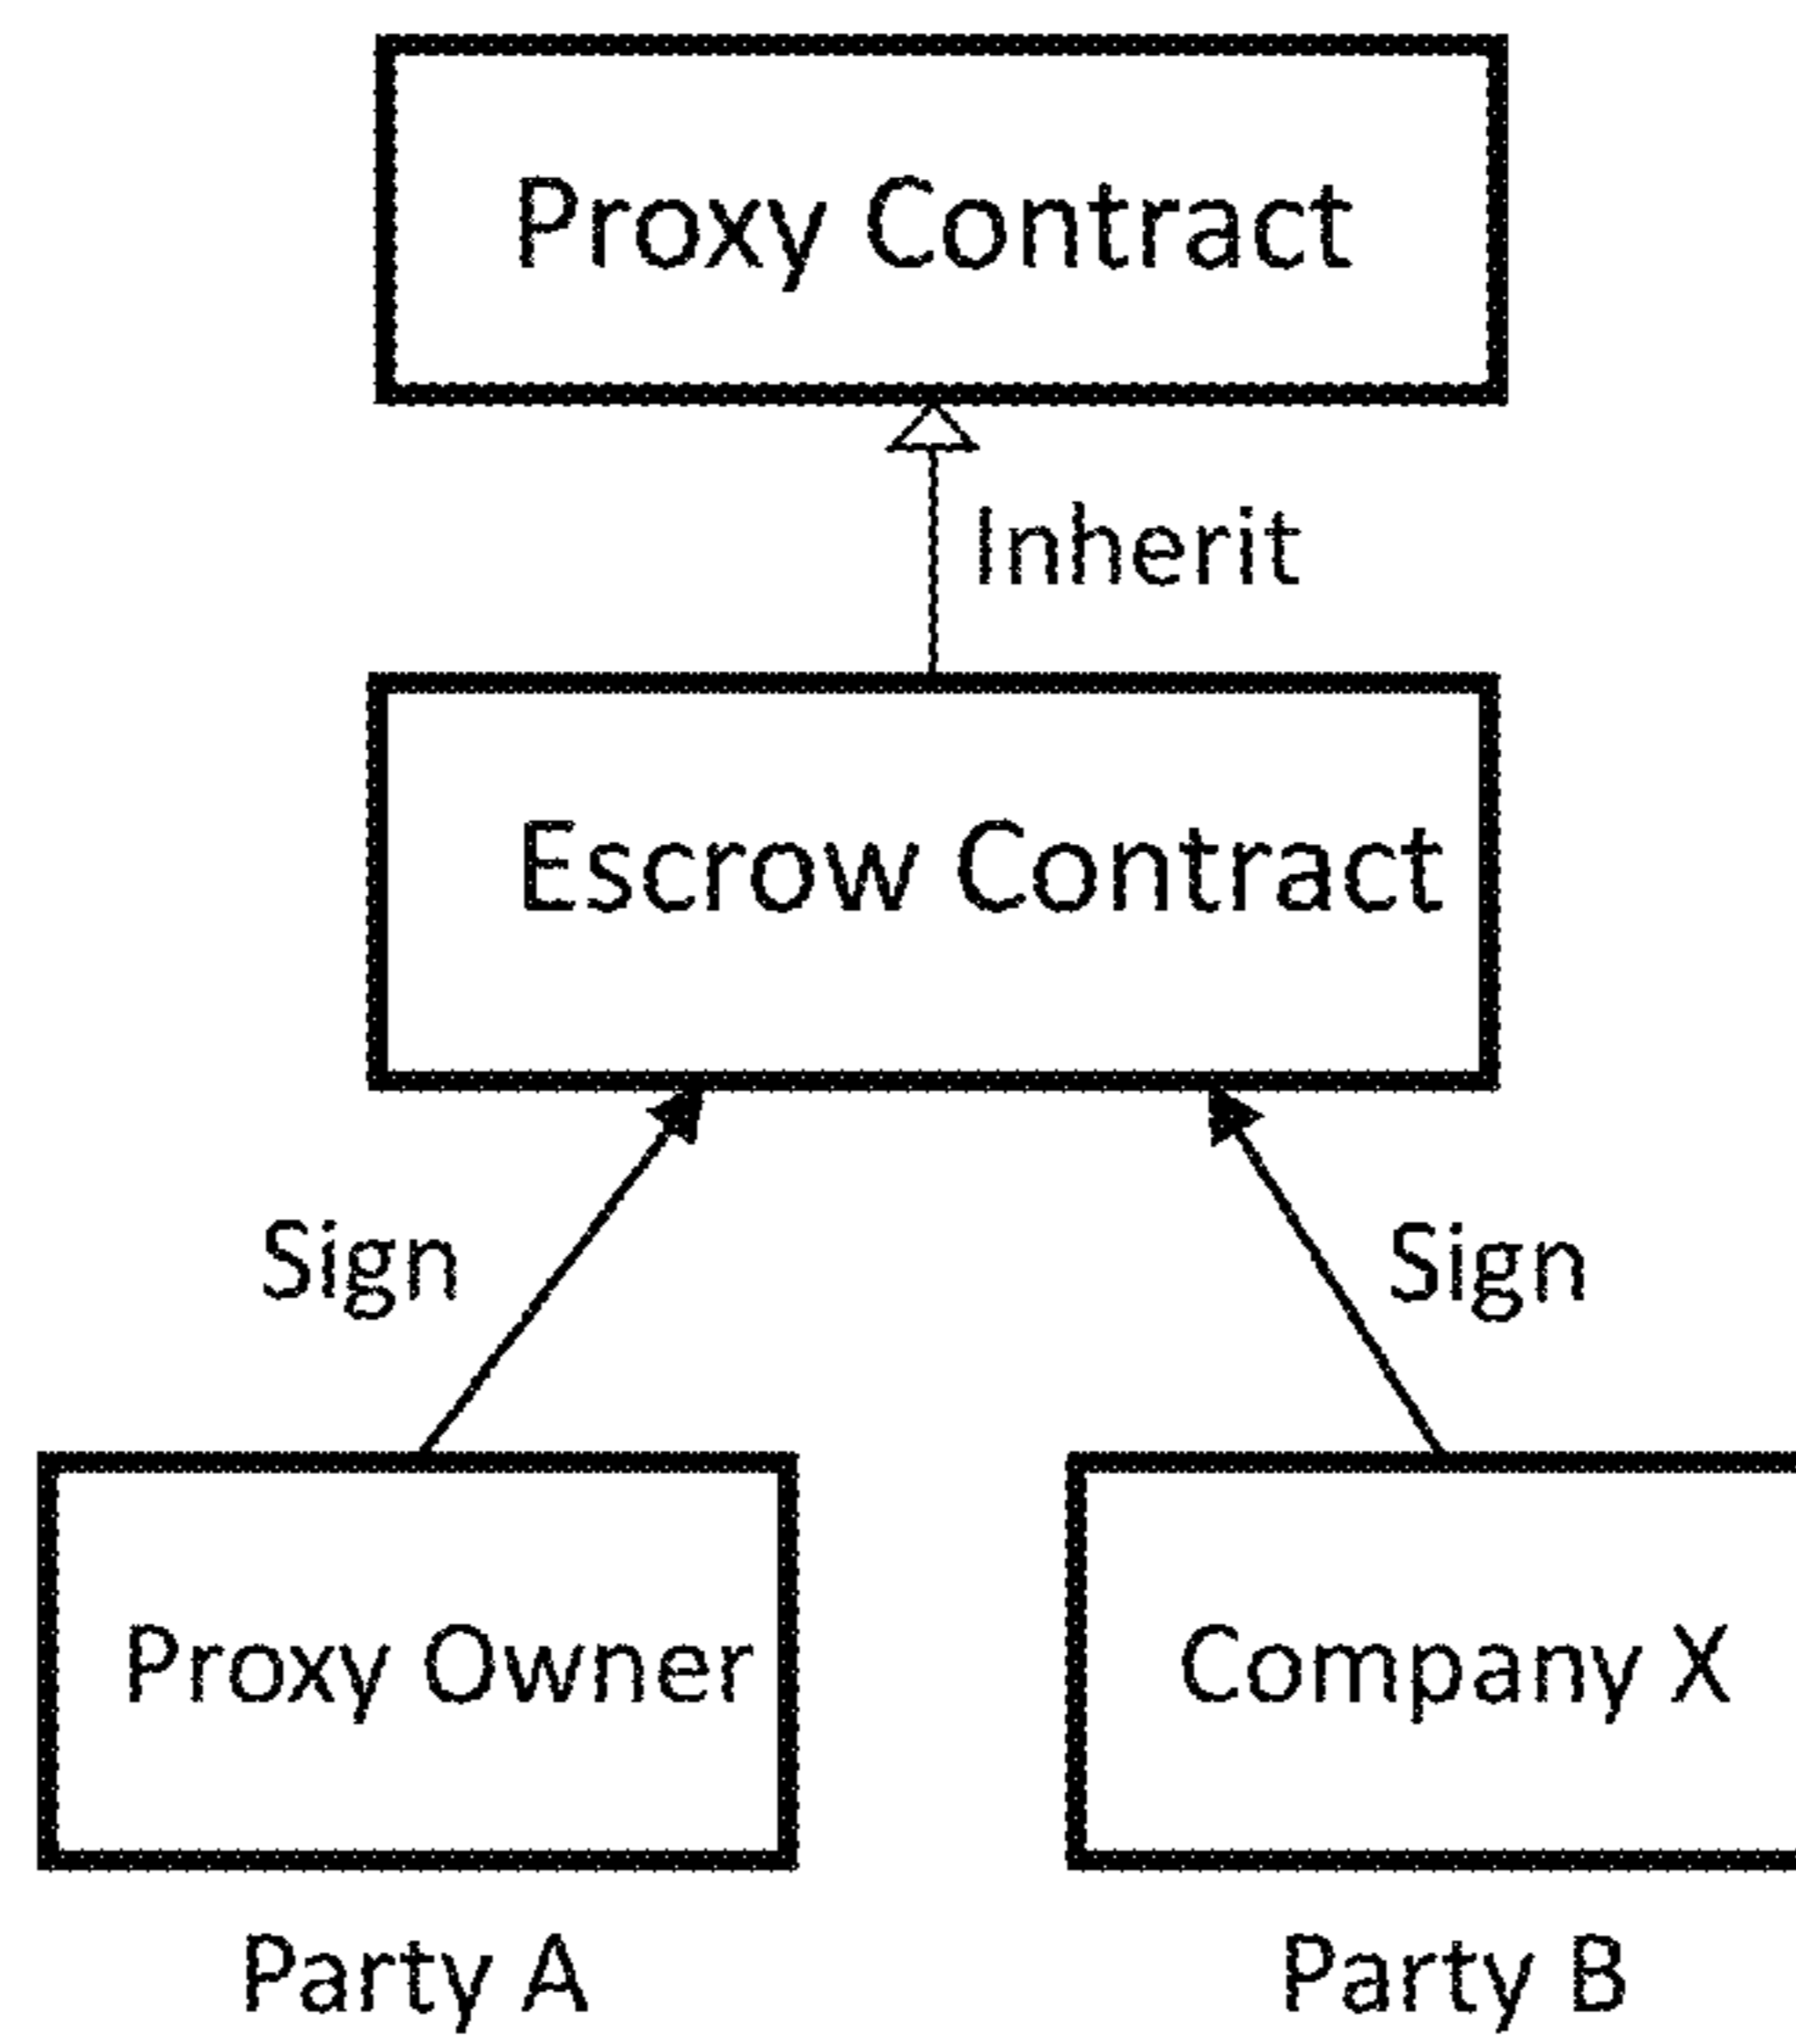 Proxy Contract
Inherit
Escrow Contract
Sign
Sign
Proxy Owner
Company X
Party A
Party B